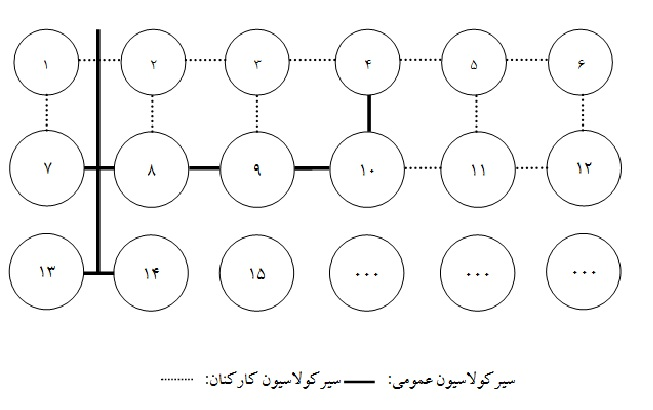 ۱ ۲ ۳ ۴ ۵ ۶
۷ ۸ ۹ ۱۰ ۱۱ ۱۲
۱۳ ۱۴ ۱۵ ... ... ...
سیرکولاسیون عمومی: سیرکولاسیون کارکنان: